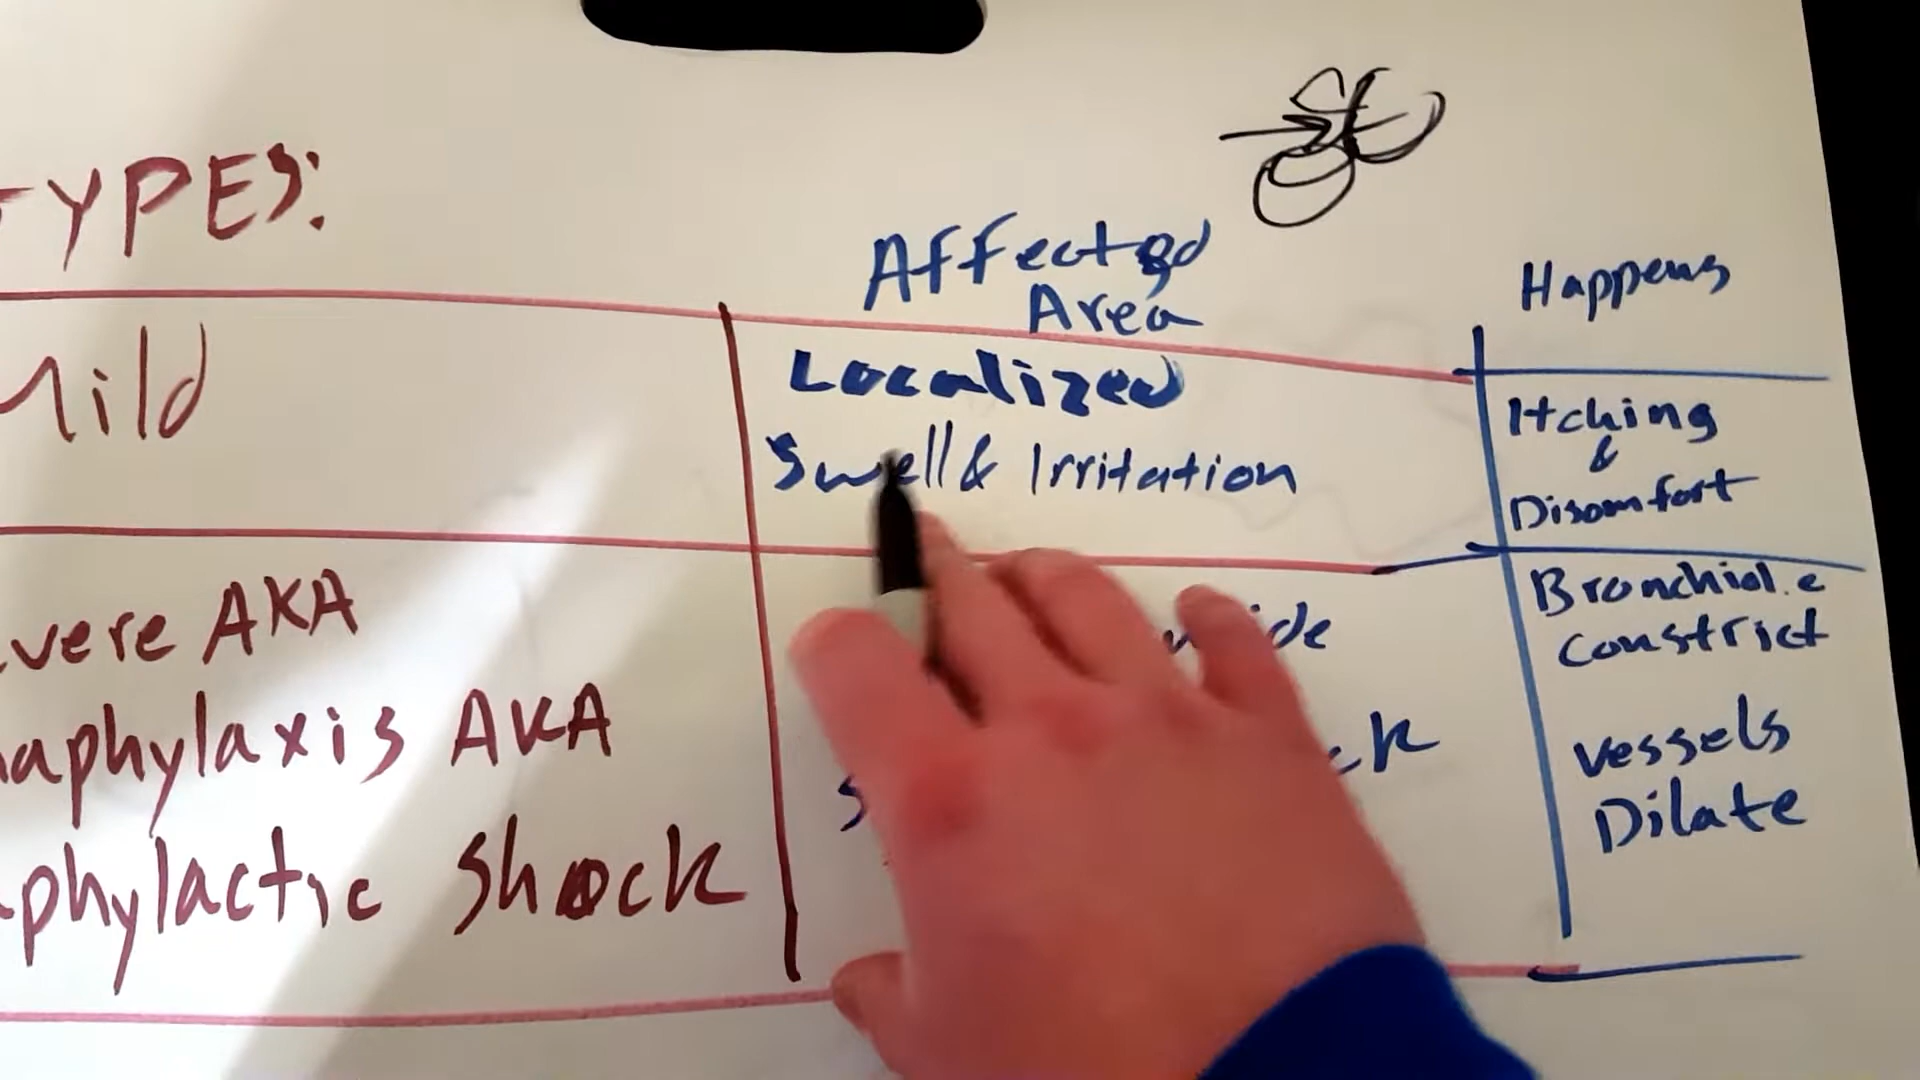 TYPES:
Affected
Area
Happens
Mild
Localized
Swell & Irritation
Itching
&
Disomfort
vere AKA
Bronchiol.e
constrict
aphylaxis AKA
vessels
Dilate
phylactic Shock